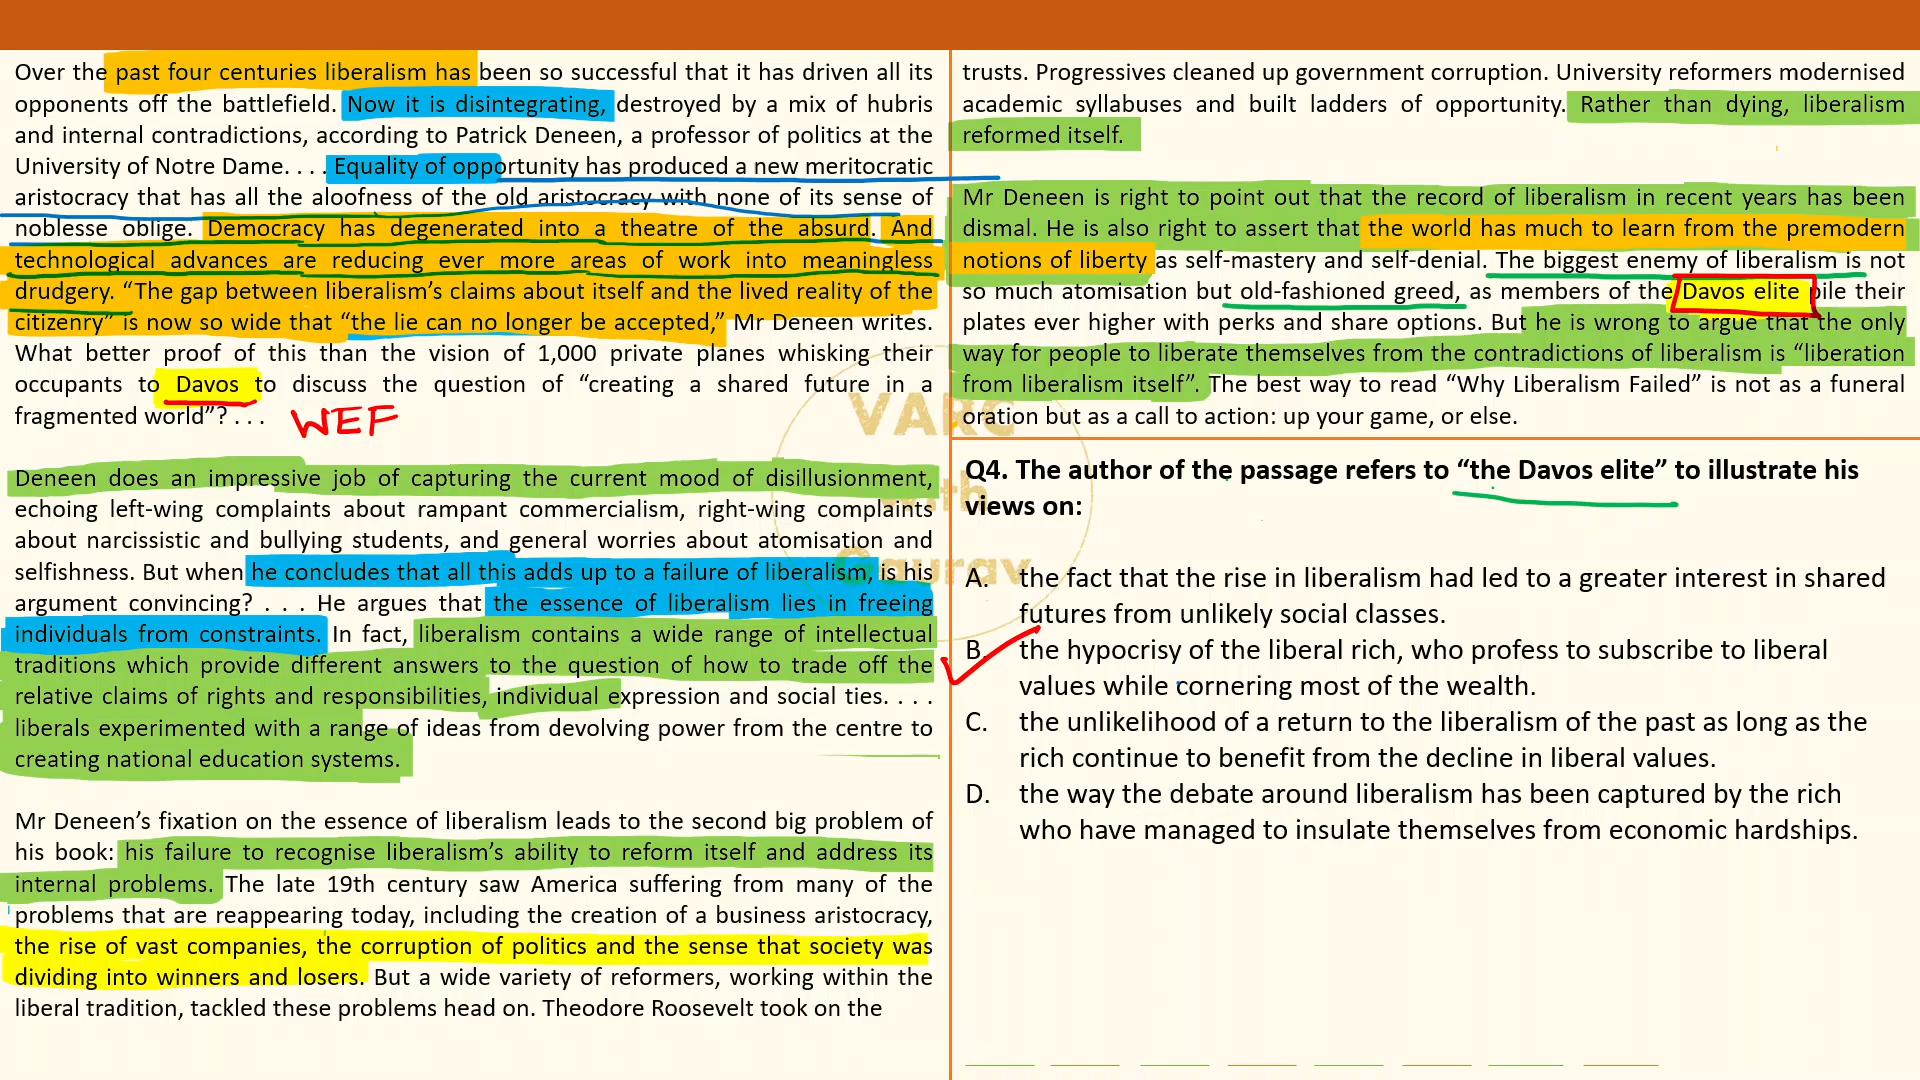 Over the past four centuries liberalism has been so successful that it has driven all its
opponents off the battlefield. Now it is disintegrating, destroyed by a mix of hubris
and internal contradictions, according to Patrick Deneen, a professor of politics at the
University of Notre Dame. . . . Equality of opportunity has produced a new meritocratic
aristocracy that has all the aloofness of the old aristocracy with none of its sense of
noblesse oblige. Democracy has degenerated into a theatre of the absurd. And
technological advances are reducing ever more areas of work into meaningless
drudgery. “The gap between liberalism’s claims about itself and the lived reality of the
citizenry” is now so wide that “the lie can no longer be accepted,” Mr Deneen writes.
What better proof of this than the vision of 1,000 private planes whisking their
occupants to Davos to discuss the question of “creating a shared future in a
fragmented world”? . . .
WEF
Deneen does an impressive job of capturing the current mood of disillusionment,
echoing left-wing complaints about rampant commercialism, right-wing complaints
about narcissistic and bullying students, and general worries about atomisation and
selfishness. But when he concludes that all this adds up to a failure of liberalism, is his
argument convincing? . . . He argues that the essence of liberalism lies in freeing
individuals from constraints. In fact, liberalism contains a wide range of intellectual
traditions which provide different answers to the question of how to trade off the
relative claims of rights and responsibilities, individual expression and social ties. . . .
liberals experimented with a range of ideas from devolving power from the centre to
creating national education systems.
Mr Deneen’s fixation on the essence of liberalism leads to the second big problem of
his book: his failure to recognise liberalism’s ability to reform itself and address its
internal problems. The late 19th century saw America suffering from many of the
problems that are reappearing today, including the creation of a business aristocracy,
the rise of vast companies, the corruption of politics and the sense that society was
dividing into winners and losers. But a wide variety of reformers, working within the
liberal tradition, tackled these problems head on. Theodore Roosevelt took on the
trusts. Progressives cleaned up government corruption. University reformers modernised
academic syllabuses and built ladders of opportunity. Rather than dying, liberalism
reformed itself.
Mr Deneen is right to point out that the record of liberalism in recent years has been
dismal. He is also right to assert that the world has much to learn from the premodern
notions of liberty as self-mastery and self-denial. The biggest enemy of liberalism is not
so much atomisation but old-fashioned greed, as members of the Davos elite pile their
plates ever higher with perks and share options. But he is wrong to argue that the only
way for people to liberate themselves from the contradictions of liberalism is “liberation
from liberalism itself”. The best way to read “Why Liberalism Failed” is not as a funeral
oration but as a call to action: up your game, or else.
VARC
with
Gaurav
Q4. The author of the passage refers to “the Davos elite” to illustrate his
views on:
A. the fact that the rise in liberalism had led to a greater interest in shared
futures from unlikely social classes.
B. the hypocrisy of the liberal rich, who profess to subscribe to liberal
values while cornering most of the wealth.
C. the unlikelihood of a return to the liberalism of the past as long as the
rich continue to benefit from the decline in liberal values.
D. the way the debate around liberalism has been captured by the rich
who have managed to insulate themselves from economic hardships.